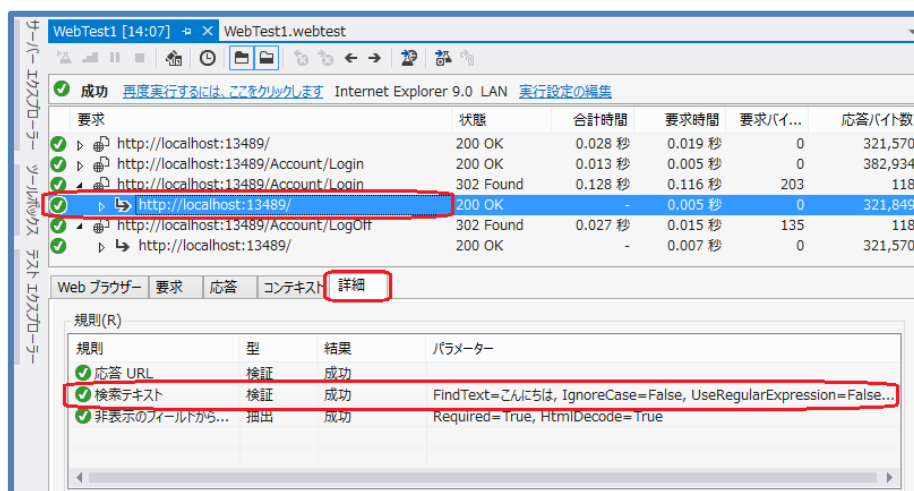 サーバー エクスプローラー
ツールボックス
テスト エクスプローラー
WebTest1 [14:07] WebTest1.webtest
成功 再度実行するには、ここをクリックします Internet Explorer 9.0 LAN 実行設定の編集
要求 状態 合計時間 要求時間 要求バイ... 応答バイト数
http://localhost:13489/ 200 OK 0.028 秒 0.019 秒 0 321,570
http://localhost:13489/Account/Login 200 OK 0.013 秒 0.005 秒 0 382,934
http://localhost:13489/Account/Login 302 Found 0.128 秒 0.116 秒 203 118
http://localhost:13489/ 200 OK - 0.005 秒 0 321,849
http://localhost:13489/Account/LogOff 302 Found 0.027 秒 0.015 秒 135 118
http://localhost:13489/ 200 OK - 0.007 秒 0 321,570
Web ブラウザー 要求 応答 コンテキスト 詳細
規則(R)
規則 型 結果 パラメーター
応答 URL 検証 成功
検索テキスト 検証 成功 FindText=こんにちは, IgnoreCase=False, UseRegularExpression=False...
非表示のフィールドから... 抽出 成功 Required=True, HtmlDecode=True